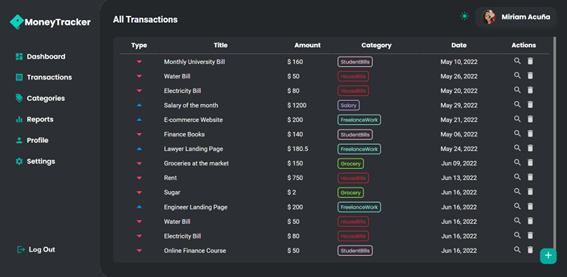 MoneyTracker
All Transactions
Miriam Acuña
Dashboard
Transactions
Categories
Reports
Profile
Settings
Log Out
Type Title Amount Category Date Actions
Monthly University Bill $ 160 StudentBills May 10, 2022
Water Bill $ 50 HouseBills May 26, 2022
Electricity Bill $ 80 HouseBills May 20, 2022
Salary of the month $ 1200 Salary May 29, 2022
E-commerce Website $ 200 FreelanceWork May 21, 2022
Finance Books $ 140 StudentBills May 06, 2022
Lawyer Landing Page $ 180.5 FreelanceWork May 24, 2022
Groceries at the market $ 150 Grocery Jun 09, 2022
Rent $ 750 HouseBills Jun 13, 2022
Sugar $ 2 Grocery Jun 16, 2022
Engineer Landing Page $ 200 FreelanceWork Jun 16, 2022
Water Bill $ 50 HouseBills Jun 16, 2022
Electricity Bill $ 80 HouseBills Jun 16, 2022
Online Finance Course $ 50 StudentBills Jun 16, 2022